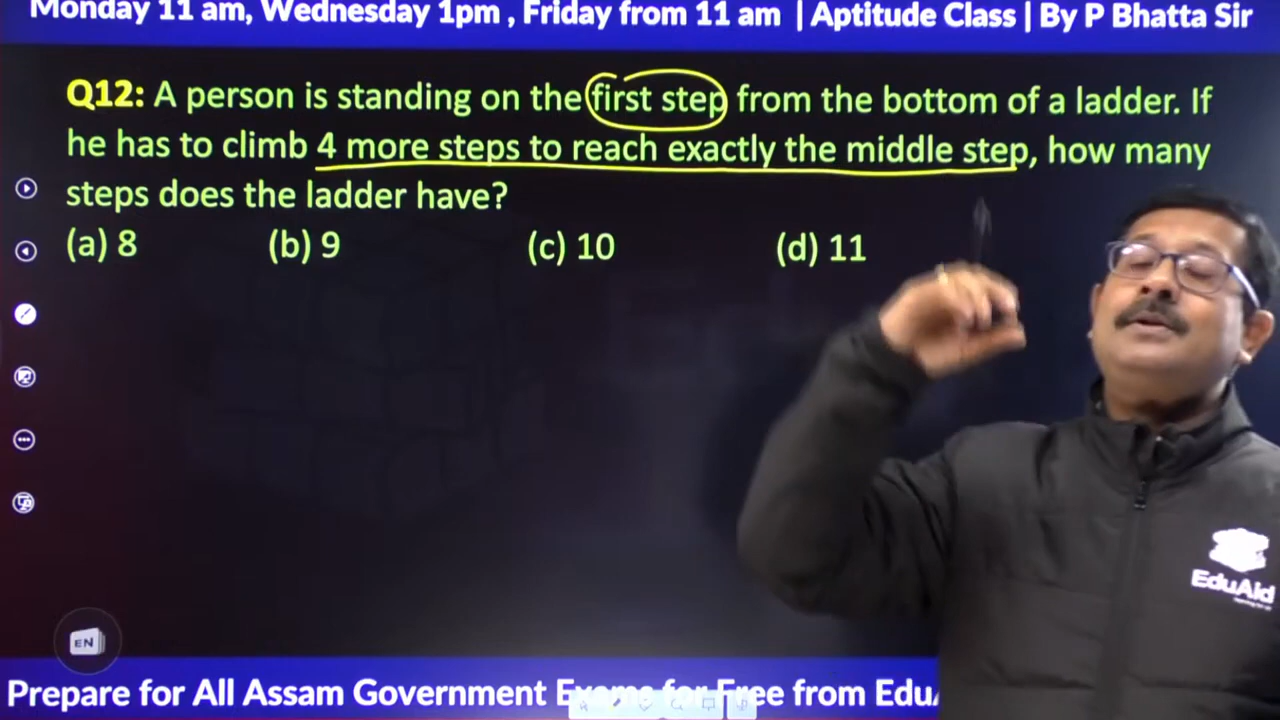 Monday 11 am, Wednesday 1pm , Friday from 11 am | Aptitude Class | By P Bhatta Sir
Q12: A person is standing on the first step from the bottom of a ladder. If
he has to climb 4 more steps to reach exactly the middle step, how many
steps does the ladder have?
(a) 8 (b) 9 (c) 10 (d) 11
EduAid
EN
Prepare for All Assam Government Exams for Free from EduA